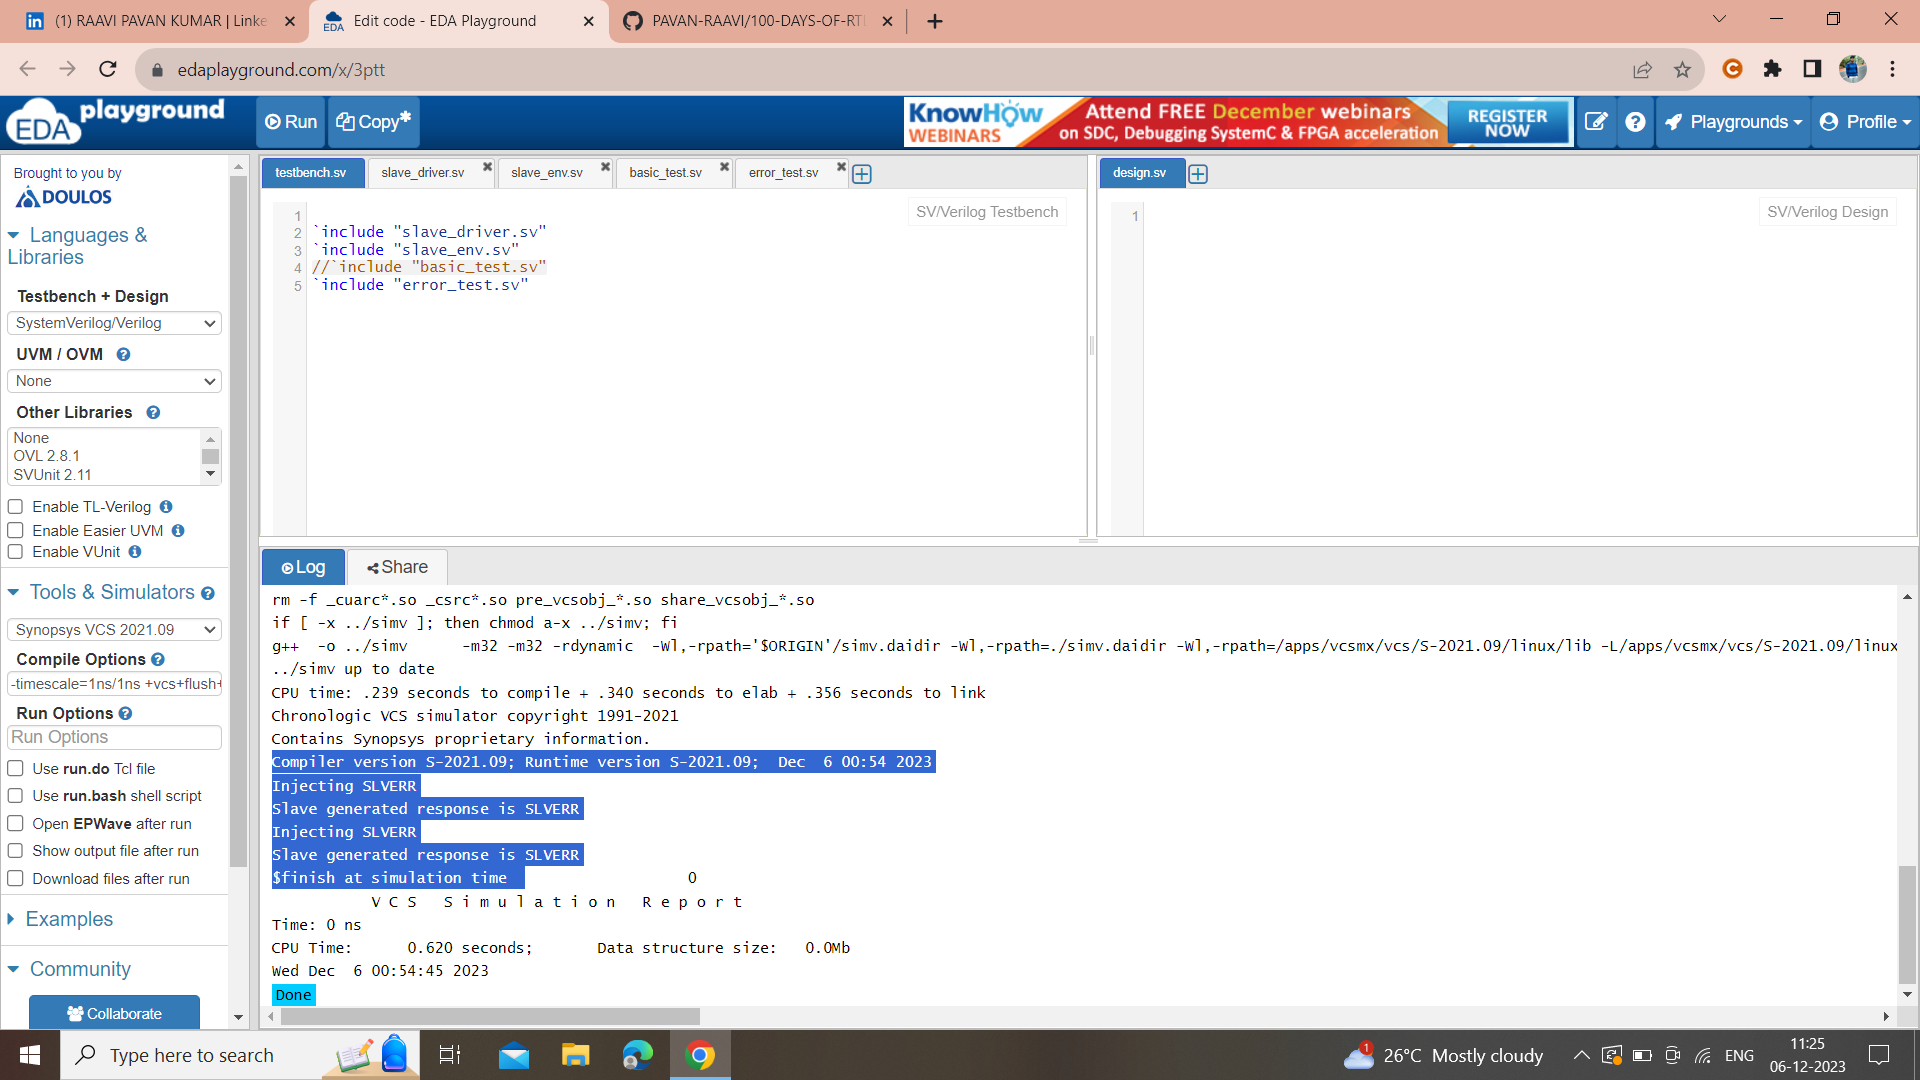 (1) RAAVI PAVAN KUMAR | Linke
Edit code - EDA Playground
PAVAN-RAAVI/100-DAYS-OF-RT
edaplayground.com/x/3ptt
EDA playground
Run
Copy*
KnowHow WEBINARS
Attend FREE December webinars
on SDC, Debugging SystemC & FPGA acceleration
REGISTER NOW
Playgrounds
Profile
Brought to you by
DOULOS
Languages & Libraries
Testbench + Design
SystemVerilog/Verilog
UVM / OVM
None
Other Libraries
None
OVL 2.8.1
SVUnit 2.11
Enable TL-Verilog
Enable Easier UVM
Enable VUnit
Tools & Simulators
Synopsys VCS 2021.09
Compile Options
-timescale=1ns/1ns +vcs+flush+
Run Options
Run Options
Use run.do Tcl file
Use run.bash shell script
Open EPWave after run
Show output file after run
Download files after run
Examples
Community
Collaborate
testbench.sv
slave_driver.sv
slave_env.sv
basic_test.sv
error_test.sv
SV/Verilog Testbench
1
2 `include "slave_driver.sv"
3 `include "slave_env.sv"
4 //`include "basic_test.sv"
5 `include "error_test.sv"
design.sv
SV/Verilog Design
1
Log
Share
rm -f _cuarc*.so _csrc*.so pre_vcsobj_*.so share_vcsobj_*.so
if [ -x ../simv ]; then chmod a-x ../simv; fi
g++ -o ../simv -m32 -m32 -rdynamic -Wl,-rpath='$ORIGIN'/simv.daidir -Wl,-rpath=./simv.daidir -Wl,-rpath=/apps/vcsmx/vcs/S-2021.09/linux/lib -L/apps/vcsmx/vcs/S-2021.09/linux
../simv up to date
CPU time: .239 seconds to compile + .340 seconds to elab + .356 seconds to link
Chronologic VCS simulator copyright 1991-2021
Contains Synopsys proprietary information.
Compiler version S-2021.09; Runtime version S-2021.09; Dec 6 00:54 2023
Injecting SLVERR
Slave generated response is SLVERR
Injecting SLVERR
Slave generated response is SLVERR
$finish at simulation time 0
V C S S i m u l a t i o n R e p o r t
Time: 0 ns
CPU Time: 0.620 seconds; Data structure size: 0.0Mb
Wed Dec 6 00:54:45 2023
Done
Type here to search
1
26°C Mostly cloudy
ENG
11:25
06-12-2023